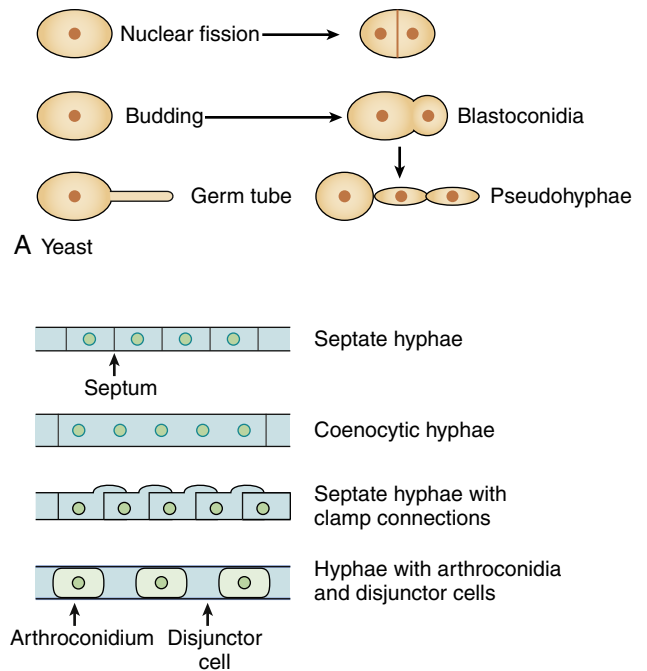 Nuclear fission
Budding
Blastoconidia
Germ tube
Pseudohyphae
A Yeast
Septate hyphae
Septum
Coenocytic hyphae
Septate hyphae with
clamp connections
Hyphae with arthroconidia
and disjunctor cells
Arthroconidium
Disjunctor
cell